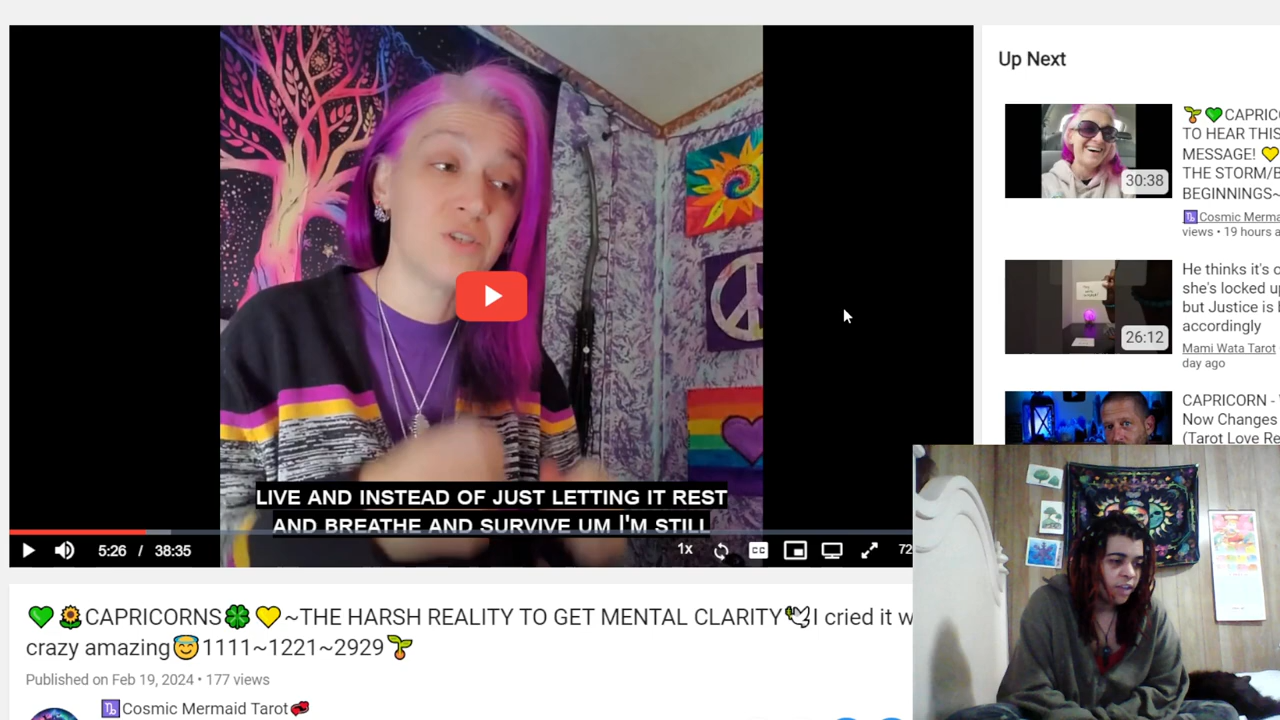 LIVE AND INSTEAD OF JUST LETTING IT REST
AND BREATHE AND SURVIVE UM I'M STILL
5:26 / 38:35
1x
CC
💚🌻CAPRICORNS🍀💛~THE HARSH REALITY TO GET MENTAL CLARITY🕊I cried it w
crazy amazing😇1111~1221~2929🌱
Published on Feb 19, 2024 • 177 views
♑Cosmic Mermaid Tarot💞
Up Next
🌱💚CAPRIC
TO HEAR THIS
MESSAGE! 💛
THE STORM/B
BEGINNINGS~
30:38
♑Cosmic Merma
views • 19 hours a
He thinks it's
she's locked up
but Justice is
accordingly
26:12
Mami Wata Tarot
day ago
CAPRICORN -
Now Changes
(Tarot Love Re